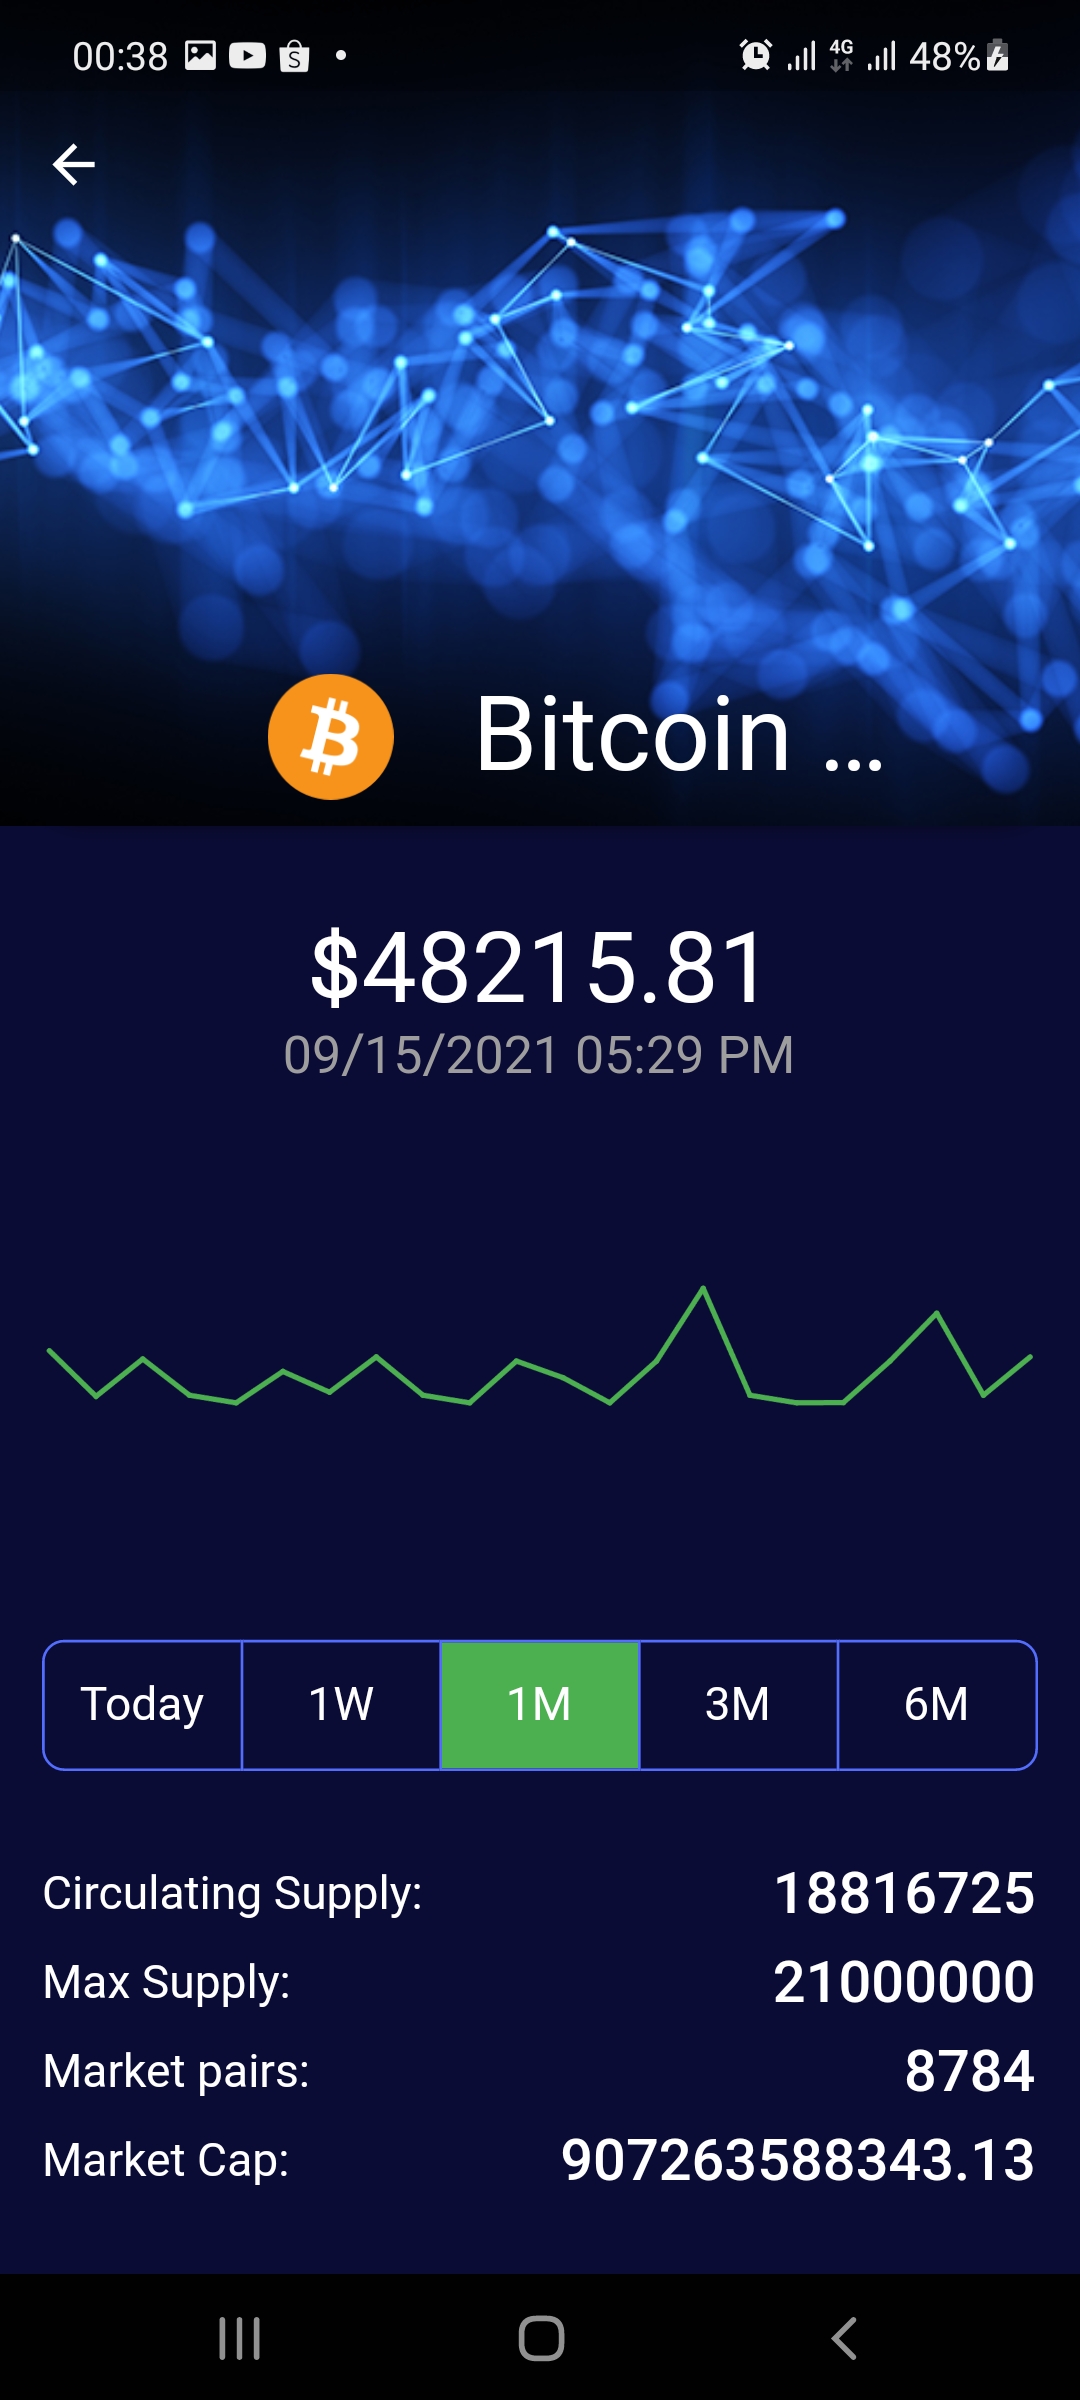 00:38 4G 48%
Bitcoin ...
$48215.81
09/15/2021 05:29 PM
Today 1W 1M 3M 6M
Circulating Supply: 18816725
Max Supply: 21000000
Market pairs: 8784
Market Cap: 907263588343.13